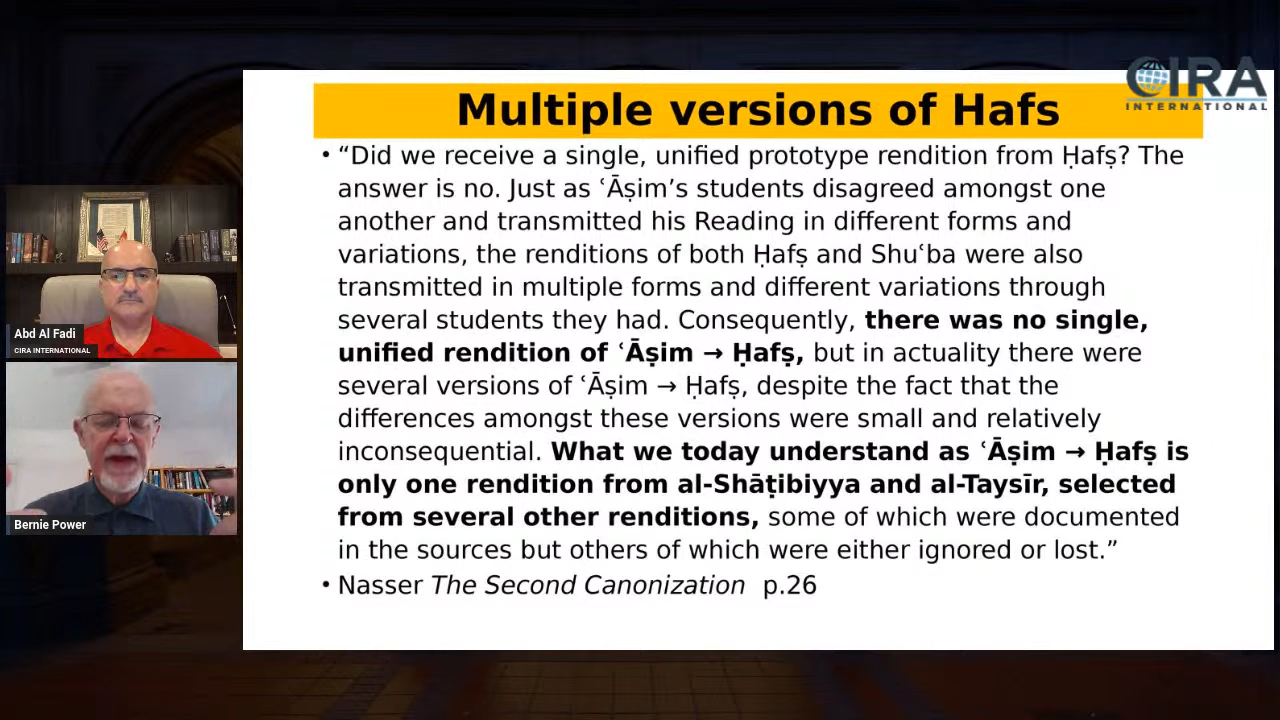 CIRA
INTERNATIONAL
Multiple versions of Hafs
• “Did we receive a single, unified prototype rendition from Ḥafṣ? The
answer is no. Just as ʿĀṣim’s students disagreed amongst one
another and transmitted his Reading in different forms and
variations, the renditions of both Ḥafṣ and Shuʿba were also
transmitted in multiple forms and different variations through
several students they had. Consequently, there was no single,
unified rendition of ʿĀṣim → Ḥafṣ, but in actuality there were
several versions of ʿĀṣim → Ḥafṣ, despite the fact that the
differences amongst these versions were small and relatively
inconsequential. What we today understand as ʿĀṣim → Ḥafṣ is
only one rendition from al-Shāṭibiyya and al-Taysīr, selected
from several other renditions, some of which were documented
in the sources but others of which were either ignored or lost.”
• Nasser The Second Canonization p.26
Abd Al Fadi
CIRA INTERNATIONAL
Bernie Power